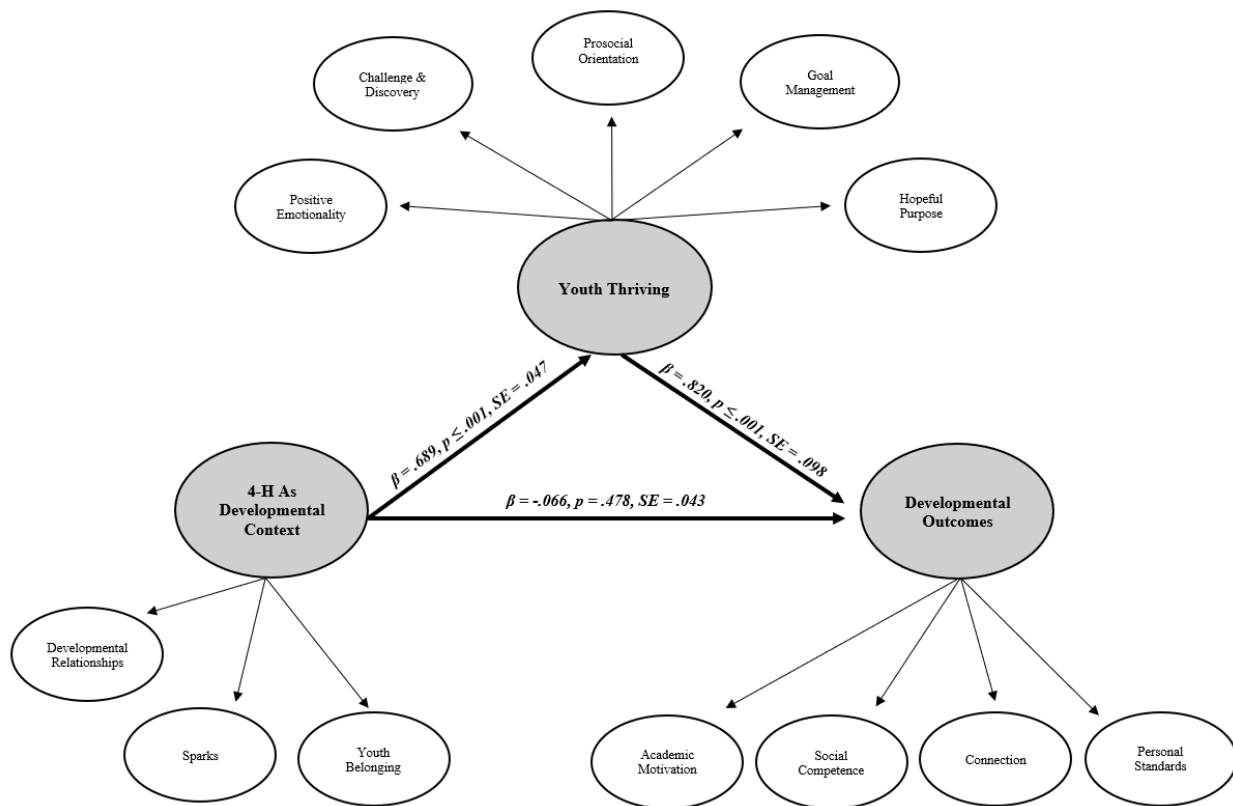 Prosocial
Orientation
Challenge &
Discovery
Goal
Management
Positive
Emotionality
Hopeful
Purpose
Youth Thriving
β = .689, p ≤ .001, SE = .047
β = .820, p ≤ .001, SE = .098
4-H As
Developmental
Context
β = -.066, p = .478, SE = .043
Developmental
Outcomes
Developmental
Relationships
Sparks
Youth
Belonging
Academic
Motivation
Social
Competence
Connection
Personal
Standards